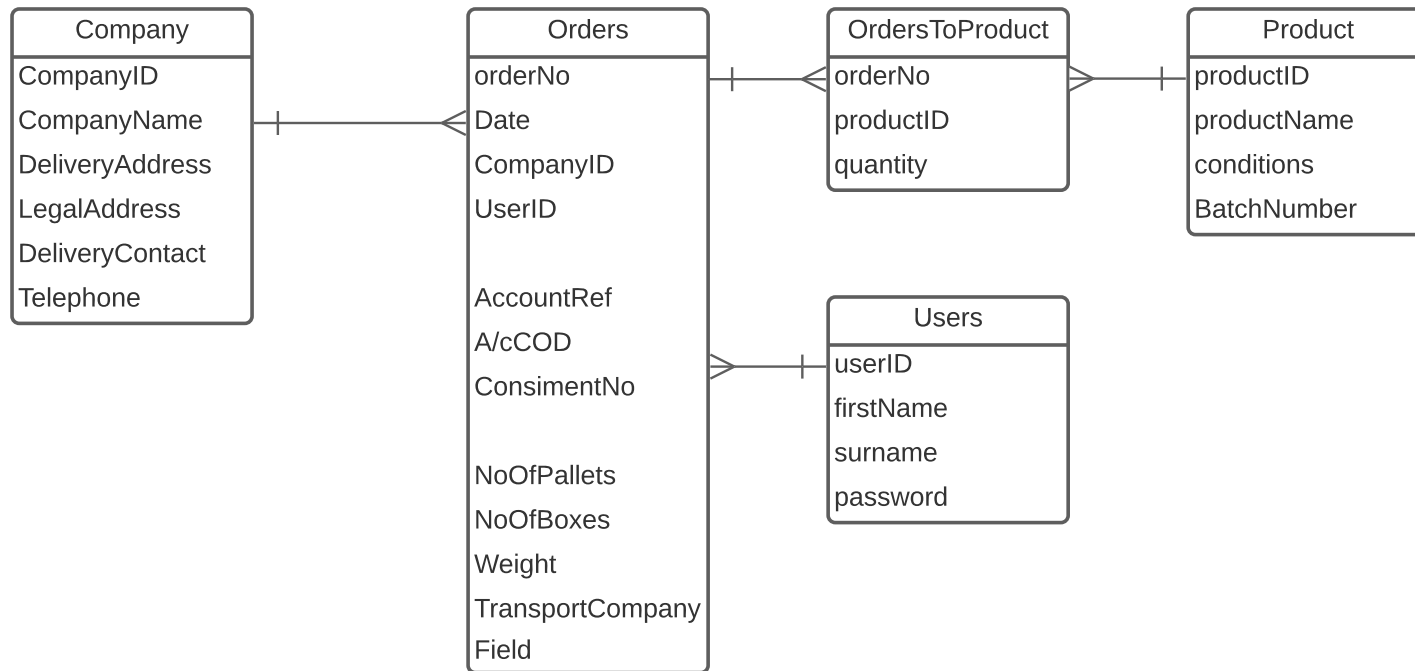 Company
CompanyID
CompanyName
DeliveryAddress
LegalAddress
DeliveryContact
Telephone
Orders
orderNo
Date
CompanyID
UserID
AccountRef
A/cCOD
ConsimentNo
NoOfPallets
NoOfBoxes
Weight
TransportCompany
Field
OrdersToProduct
orderNo
productID
quantity
Product
productID
productName
conditions
BatchNumber
Users
userID
firstName
surname
password